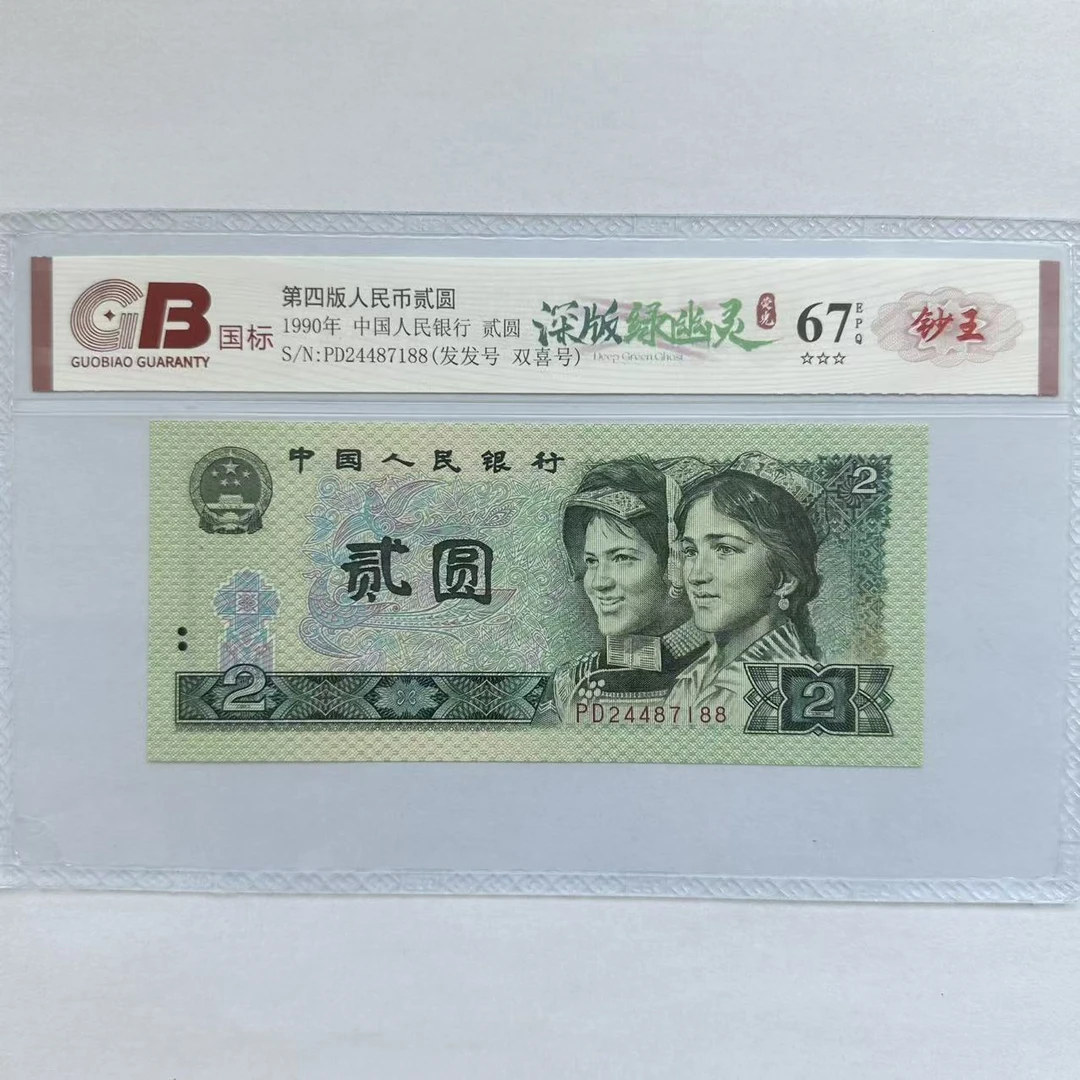 GB 国标
GUOBIAO GUARANTY
第四版人民币贰圆
1990年 中国人民银行 贰圆
S/N:PD24487188(发发号 双喜号)
深版绿幽灵
荧光
Deep Green Ghost
67 EPQ
☆☆☆
钞王
中国人民银行
2
贰圆
2
PD24487188
2